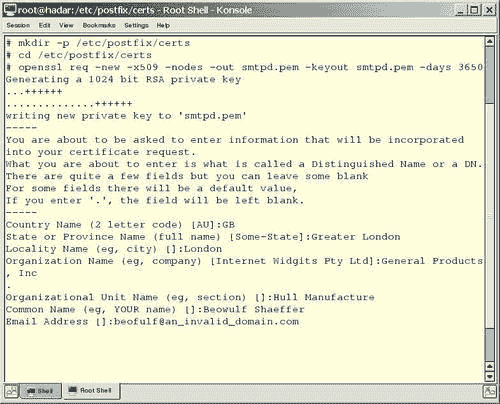 root@hadar:/etc/postfix/certs - Root Shell - Konsole
Session Edit View Bookmarks Settings Help
# mkdir -p /etc/postfix/certs
# cd /etc/postfix/certs
# openssl req -new -x509 -nodes -out smtpd.pem -keyout smtpd.pem -days 3650
Generating a 1024 bit RSA private key
...++++++
..............++++++
writing new private key to 'smtpd.pem'
-----
You are about to be asked to enter information that will be incorporated
into your certificate request.
What you are about to enter is what is called a Distinguished Name or a DN.
There are quite a few fields but you can leave some blank
For some fields there will be a default value,
If you enter '.', the field will be left blank.
-----
Country Name (2 letter code) [AU]:GB
State or Province Name (full name) [Some-State]:Greater London
Locality Name (eg, city) []:London
Organization Name (eg, company) [Internet Widgits Pty Ltd]:General Products
, Inc
.
Organizational Unit Name (eg, section) []:Hull Manufacture
Common Name (eg, YOUR name) []:Beowulf Shaeffer
Email Address []:beofulf@an_invalid_domain.com
Shell Root Shell